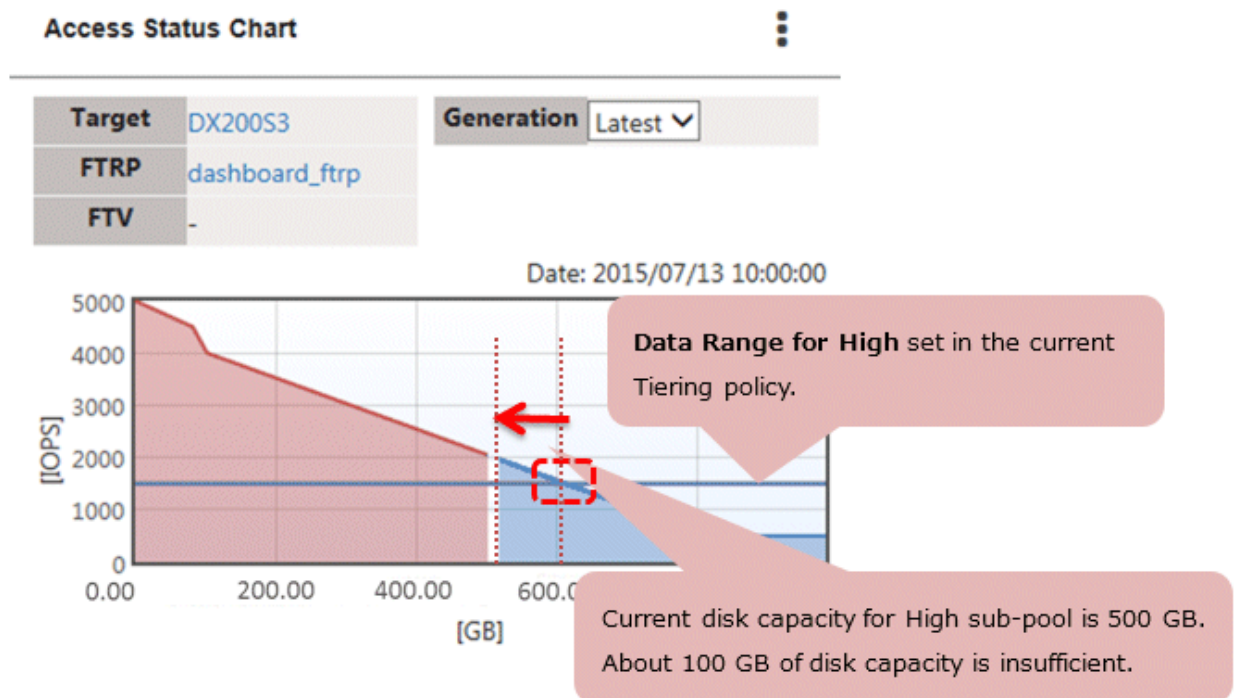 Access Status Chart
Target DX200S3 Generation Latest
FTRP dashboard_ftrp
FTV -
Date: 2015/07/13 10:00:00
5000
4000
3000
2000
1000
0
[IOPS]
0.00 200.00 400.00 600.0
[GB]
Data Range for High set in the current
Tiering policy.
Current disk capacity for High sub-pool is 500 GB.
About 100 GB of disk capacity is insufficient.